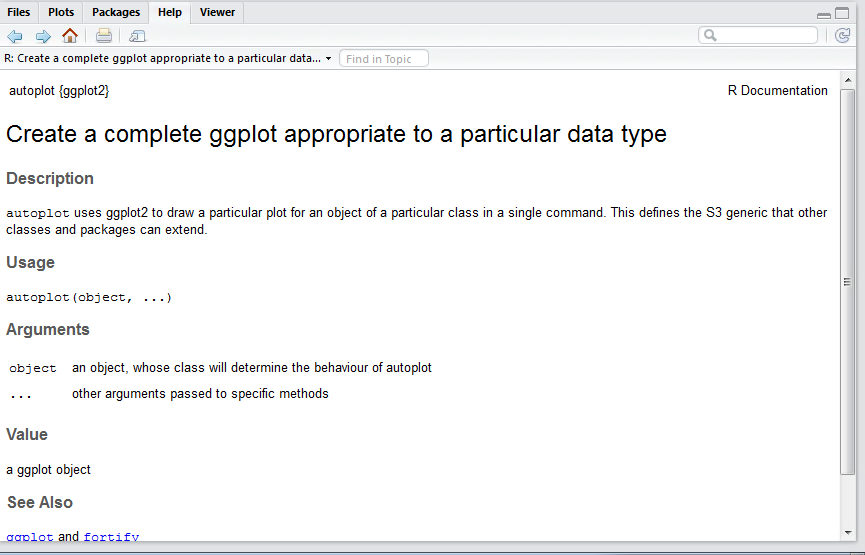 Files Plots Packages Help Viewer
R: Create a complete ggplot appropriate to a particular data... Find in Topic
autoplot {ggplot2} R Documentation
Create a complete ggplot appropriate to a particular data type
Description
autoplot uses ggplot2 to draw a particular plot for an object of a particular class in a single command. This defines the S3 generic that other
classes and packages can extend.
Usage
autoplot(object, ...)
Arguments
object an object, whose class will determine the behaviour of autoplot
... other arguments passed to specific methods
Value
a ggplot object
See Also
ggplot and fortify